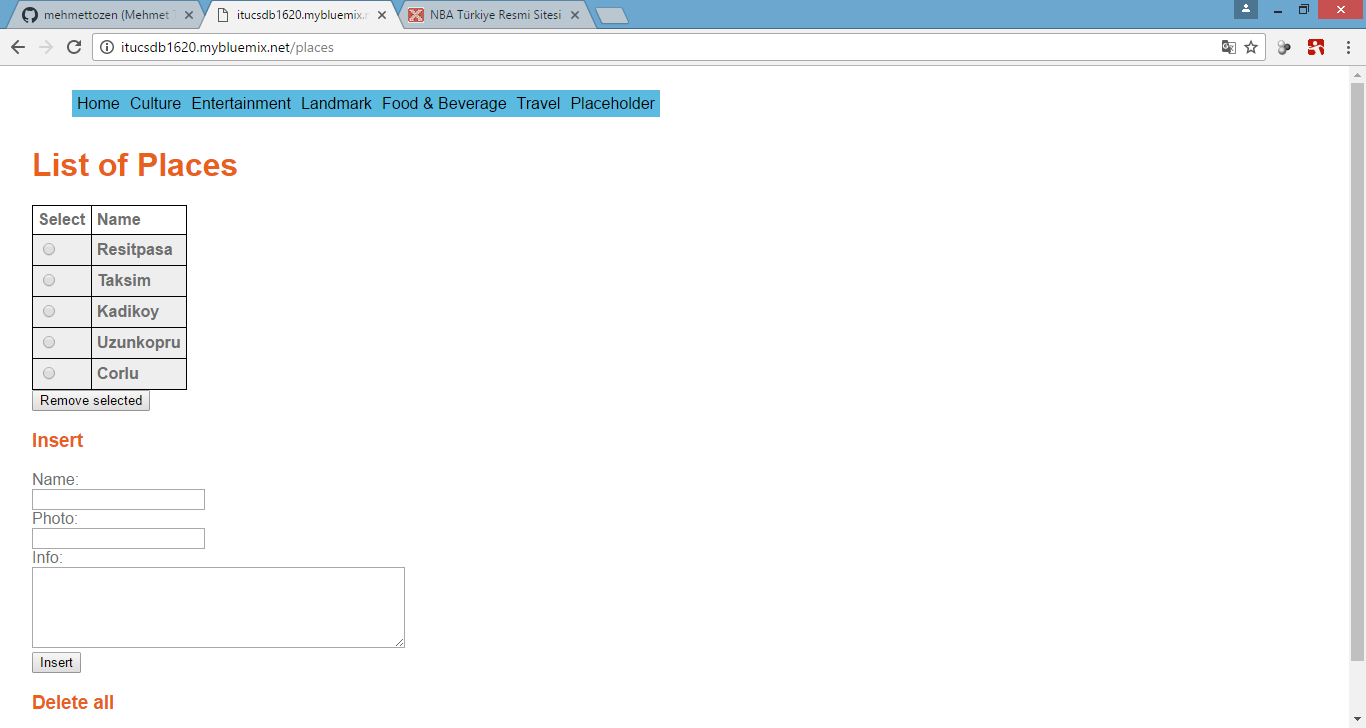 mehmettozen (Mehmet
itucsdb1620.mybluemix.
NBA Türkiye Resmi Sitesi
itucsdb1620.mybluemix.net/places
Home Culture Entertainment Landmark Food & Beverage Travel Placeholder
List of Places
Select Name
Resitpasa
Taksim
Kadikoy
Uzunkopru
Corlu
Remove selected
Insert
Name:
Photo:
Info:
Insert
Delete all